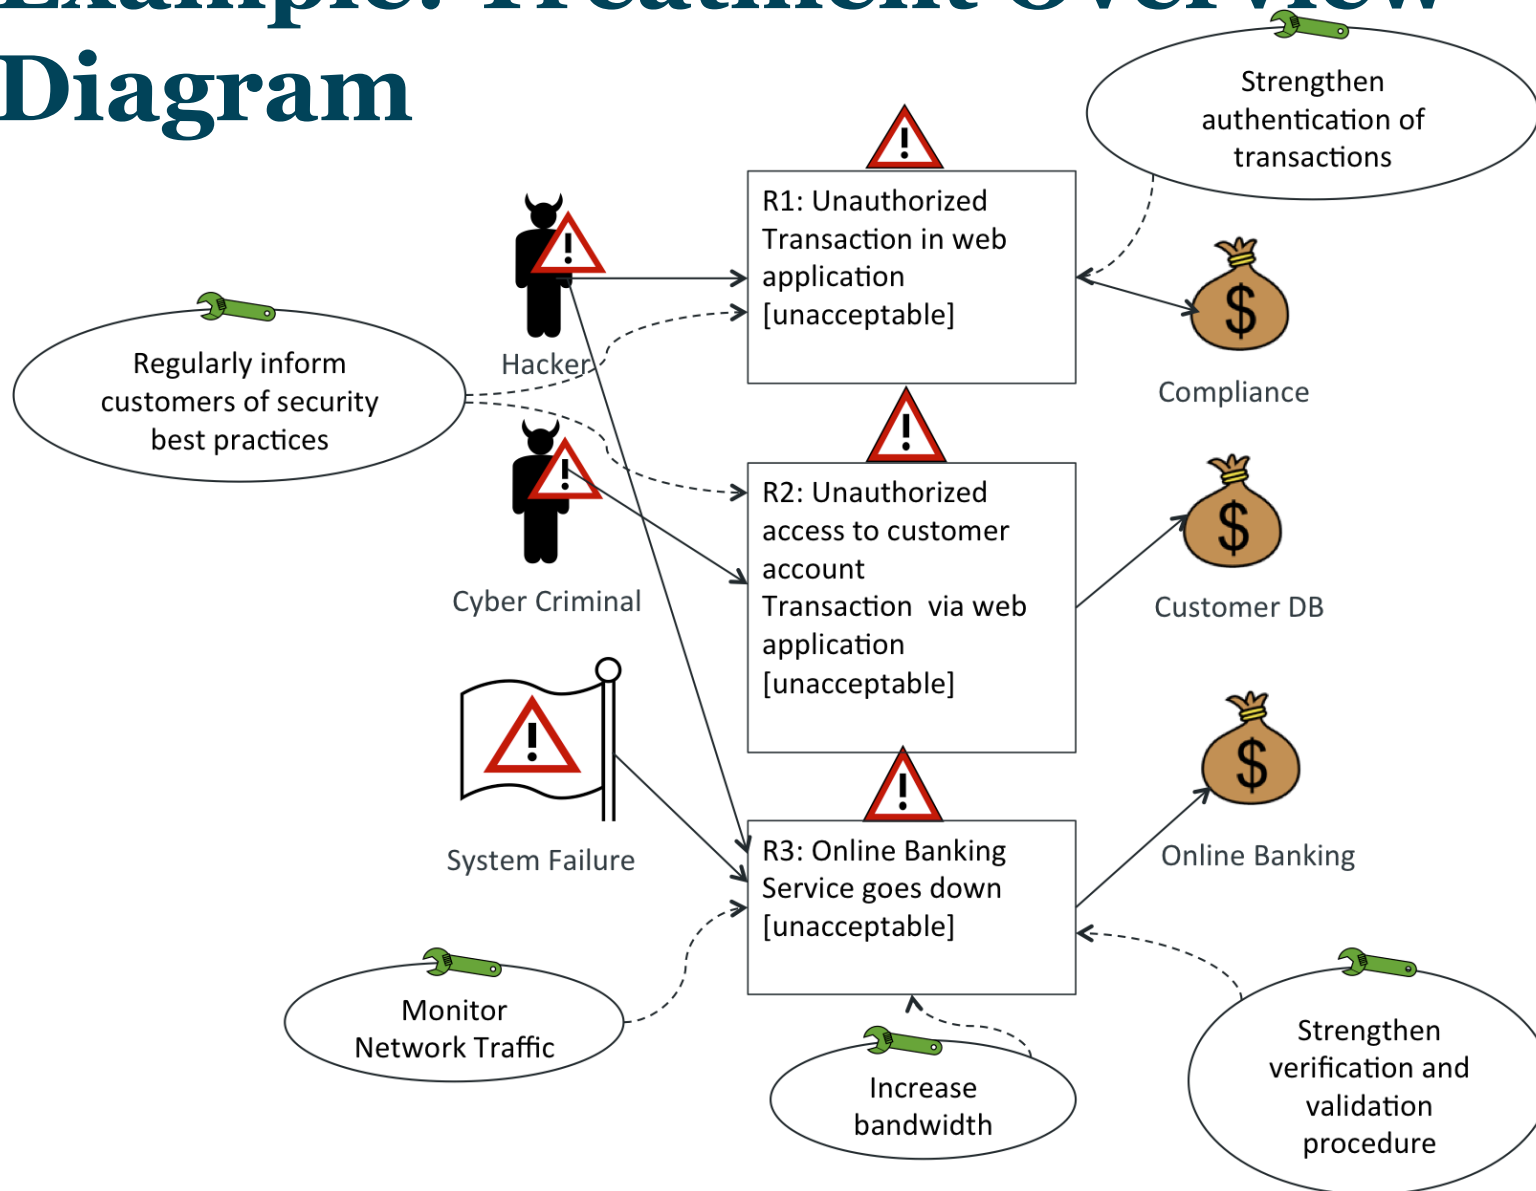 Example: Treatment Overview
Diagram
Strengthen
authentication of
transactions
R1: Unauthorized
Transaction in web
application
[unacceptable]
Hacker
Compliance
Regularly inform
customers of security
best practices
R2: Unauthorized
access to customer
account
Transaction via web
application
[unacceptable]
Cyber Criminal
Customer DB
System Failure
R3: Online Banking
Service goes down
[unacceptable]
Online Banking
Monitor
Network Traffic
Increase
bandwidth
Strengthen
verification and
validation
procedure